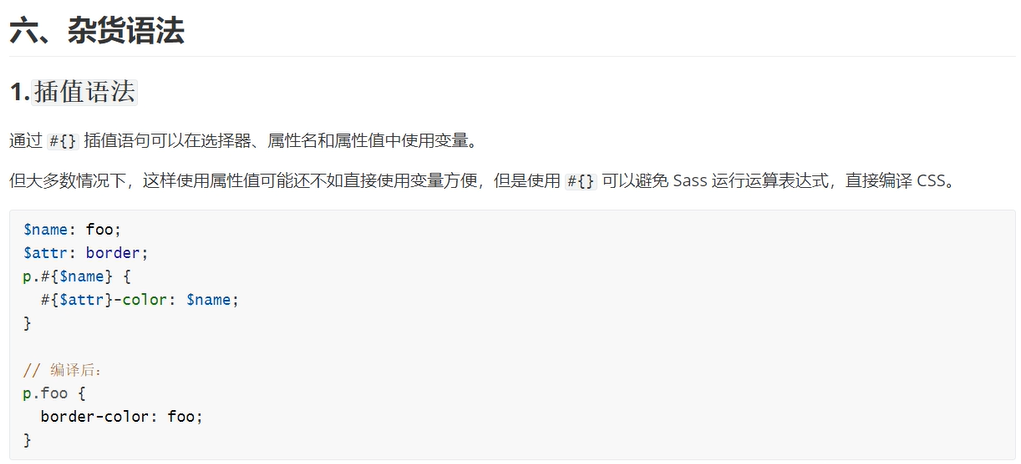 六、杂货语法
1.插值语法
通过 #{} 插值语句可以在选择器、属性名和属性值中使用变量。
但大多数情况下，这样使用属性值可能还不如直接使用变量方便，但是使用 #{} 可以避免 Sass 运行运算表达式，直接编译 CSS。
$name: foo;
$attr: border;
p.#{$name} {
  #{$attr}-color: $name;
}
// 编译后：
p.foo {
  border-color: foo;
}